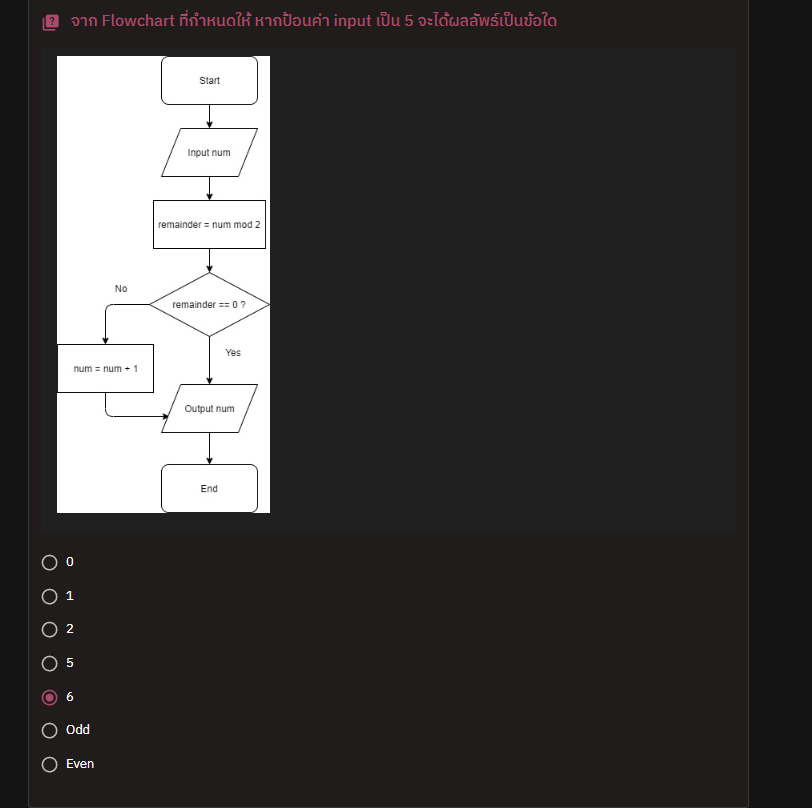 จาก Flowchart ที่กำหนดให้ หากป้อนค่า input เป็น 5 จะได้ผลลัพธ์เป็นข้อใด
Start
Input num
remainder = num mod 2
No
remainder == 0 ?
Yes
num = num + 1
Output num
End
0
1
2
5
6
Odd
Even